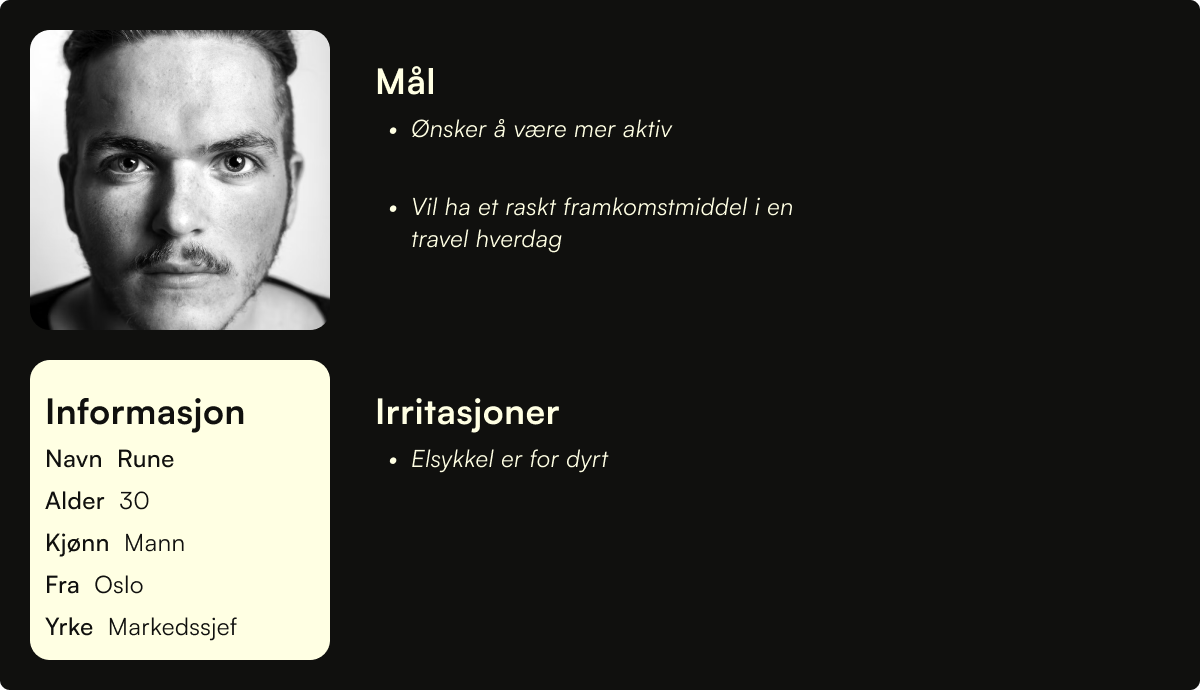 Mål
• Ønsker å være mer aktiv
• Vil ha et raskt framkomstmiddel i en
travel hverdag
Informasjon
Navn Rune
Alder 30
Kjønn Mann
Fra Oslo
Yrke Markedssjef
Irritasjoner
• Elsykkel er for dyrt